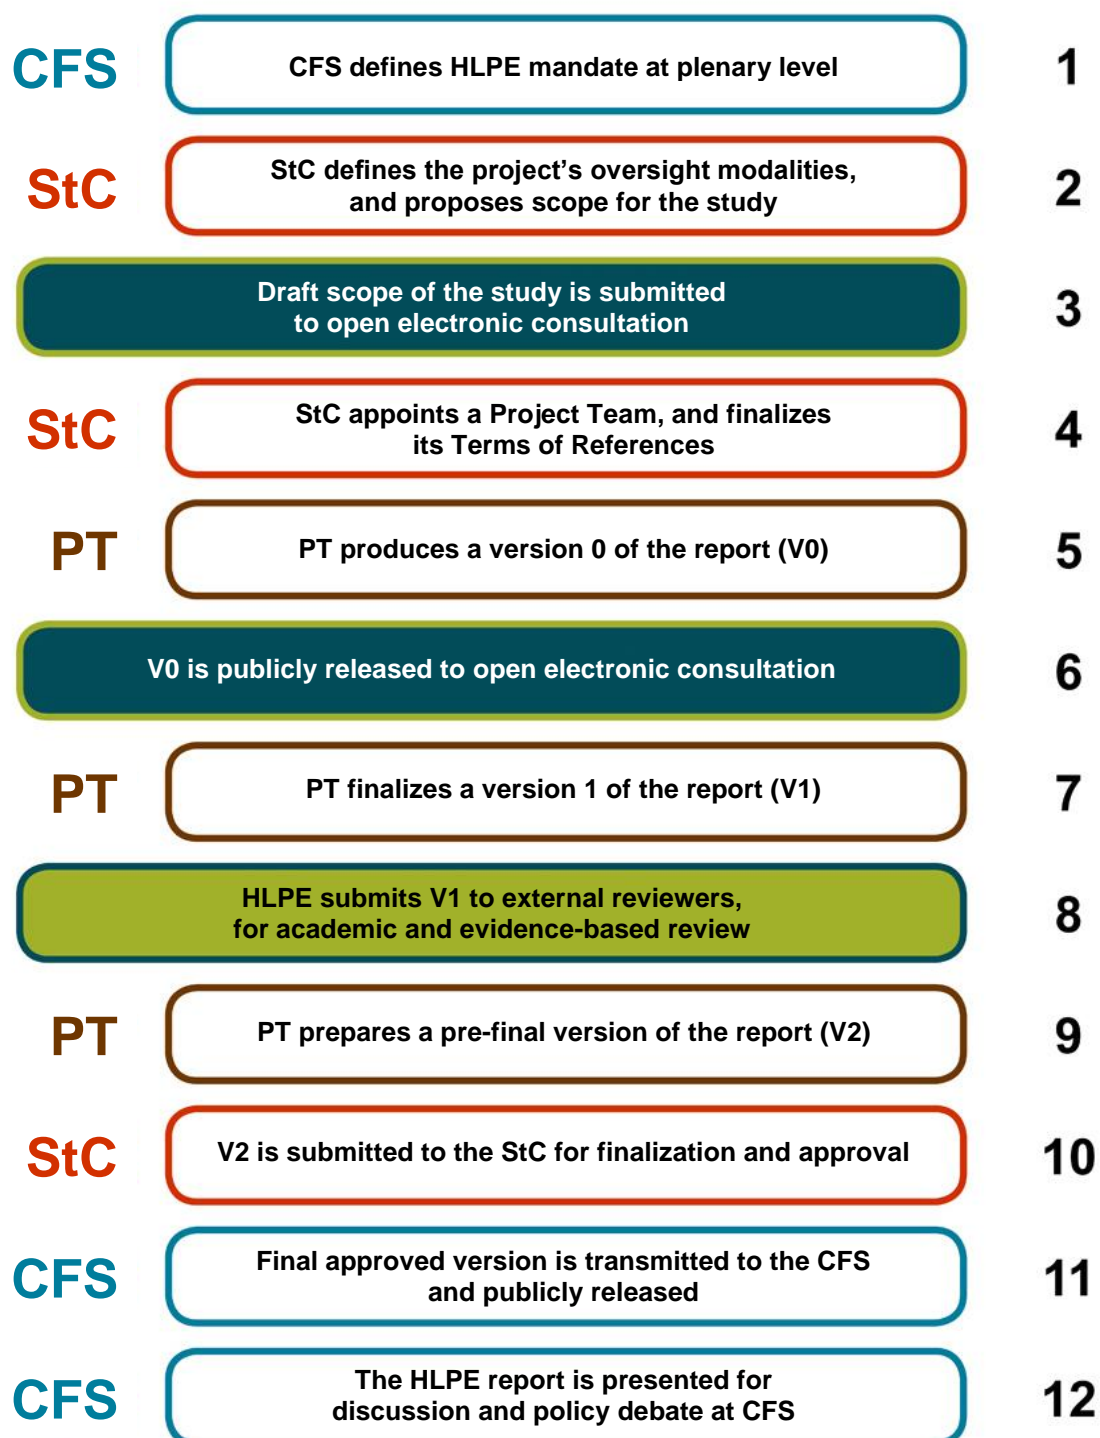 CFS
CFS defines HLPE mandate at plenary level
1
StC
StC defines the project’s oversight modalities,
and proposes scope for the study
2
Draft scope of the study is submitted
to open electronic consultation
3
StC
StC appoints a Project Team, and finalizes
its Terms of References
4
PT
PT produces a version 0 of the report (V0)
5
V0 is publicly released to open electronic consultation
6
PT
PT finalizes a version 1 of the report (V1)
7
HLPE submits V1 to external reviewers,
for academic and evidence-based review
8
PT
PT prepares a pre-final version of the report (V2)
9
StC
V2 is submitted to the StC for finalization and approval
10
CFS
Final approved version is transmitted to the CFS
and publicly released
11
CFS
The HLPE report is presented for
discussion and policy debate at CFS
12